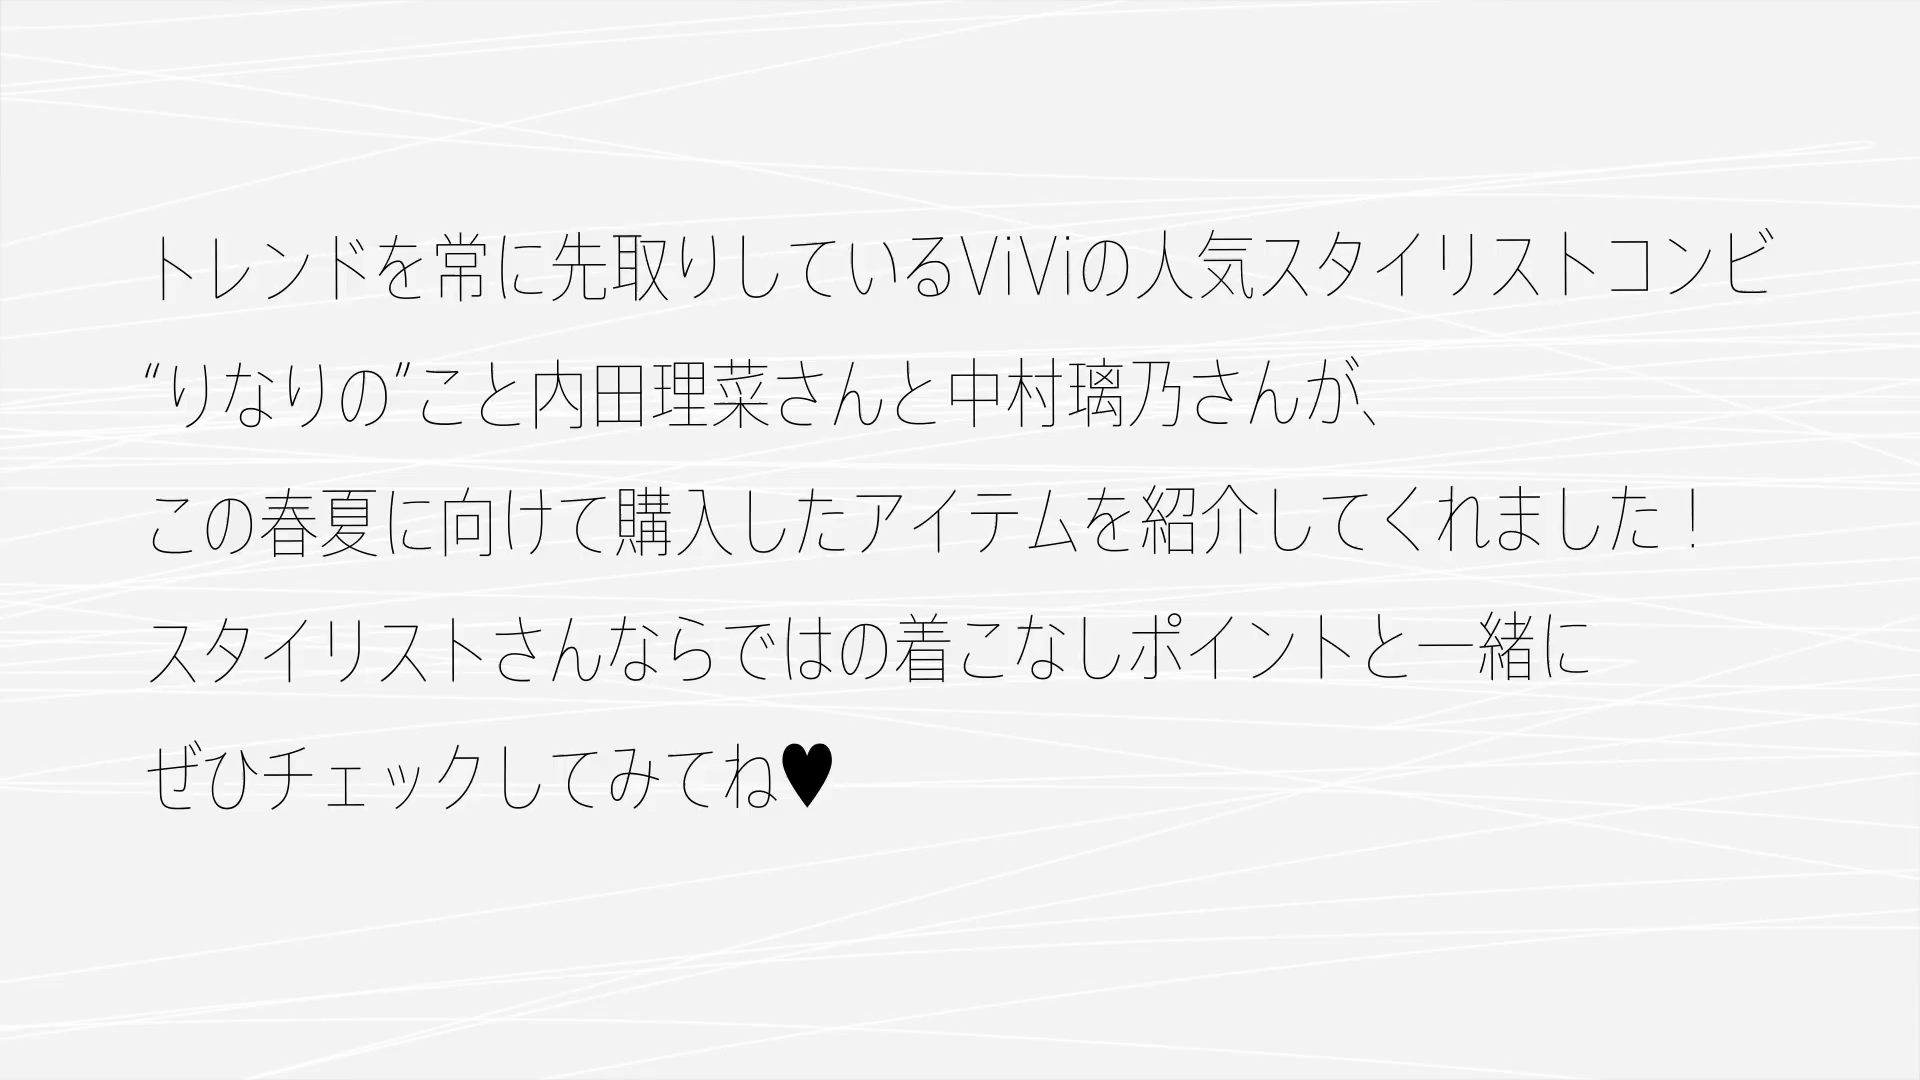 トレンドを常に先取りしているViViの人気スタイリストコンビ
“りなりの”こと内田理菜さんと中村璃乃さんが、
この春夏に向けて購入したアイテムを紹介してくれました！
スタイリストさんならではの着こなしポイントと一緒に
ぜひチェックしてみてね♥